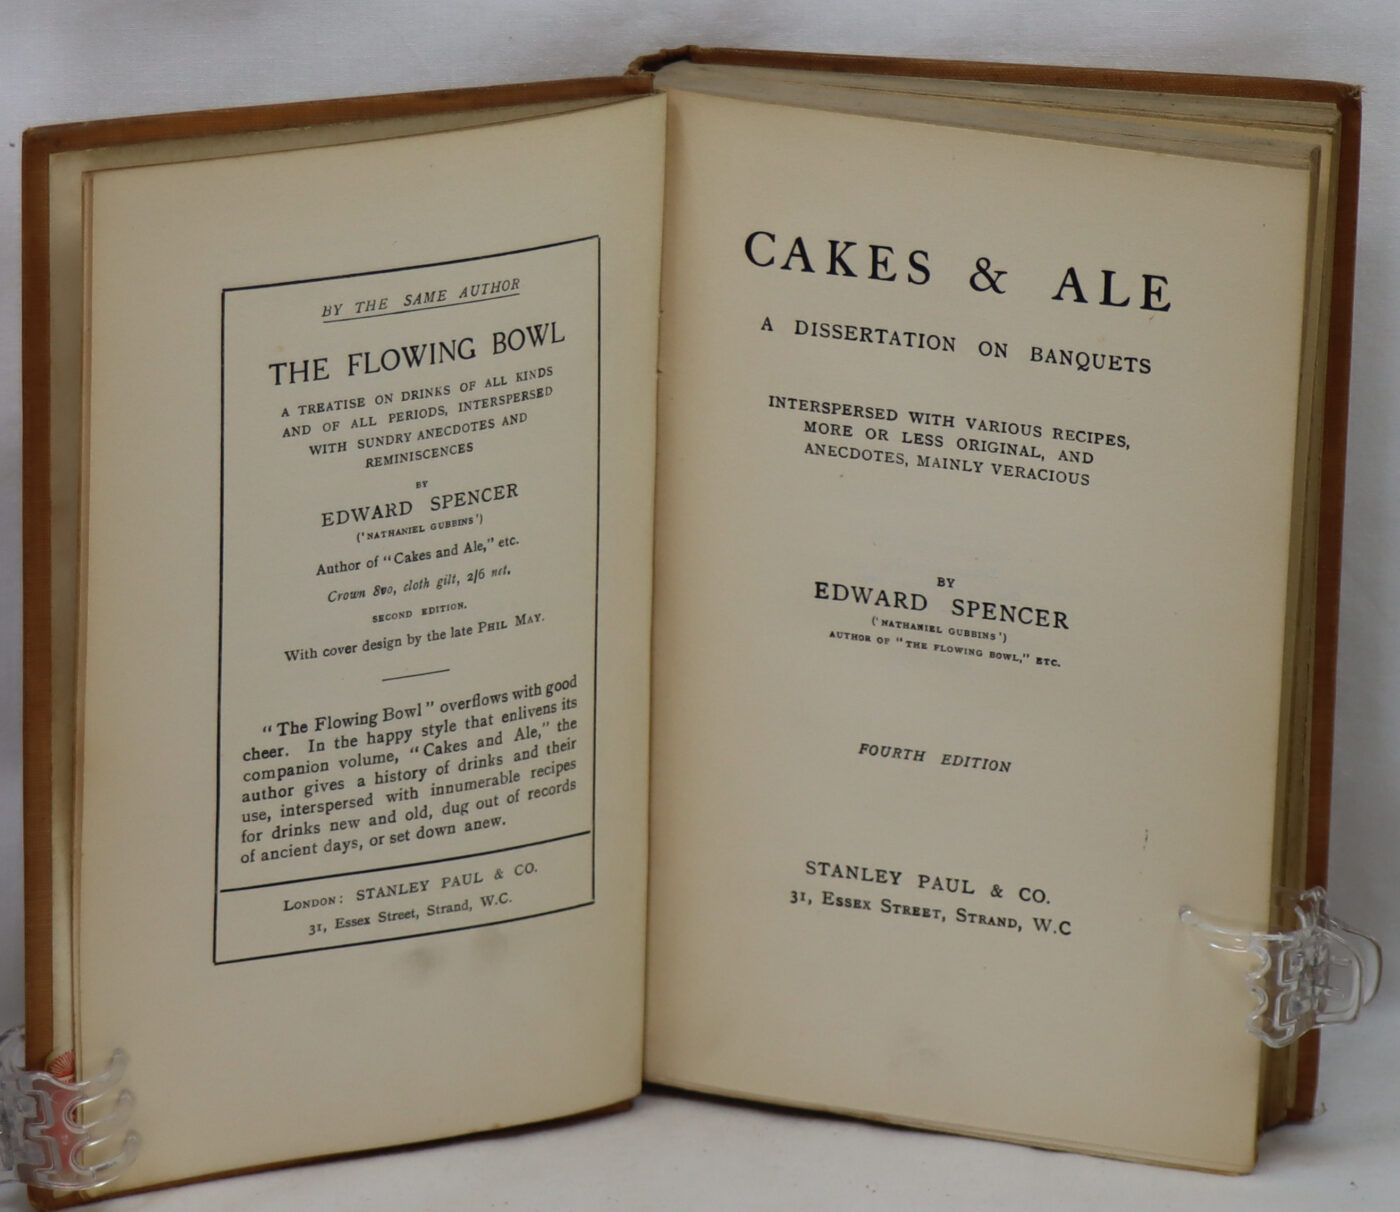 BY THE SAME AUTHOR
THE FLOWING BOWL
A TREATISE ON DRINKS OF ALL KINDS
AND OF ALL PERIODS, INTERSPERSED
WITH SUNDRY ANECDOTES AND
REMINISCENCES
BY
EDWARD SPENCER
('NATHANIEL GUBBINS')
Author of "Cakes and Ale," etc.
Crown 8vo, cloth gilt, 2/6 net.
SECOND EDITION.
With cover design by the late PHIL MAY.
"The Flowing Bowl" overflows with good
cheer. In the happy style that enlivens its
companion volume, "Cakes and Ale," the
author gives a history of drinks and their
use, interspersed with innumerable recipes
for drinks new and old, dug out of records
of ancient days, or set down anew.
LONDON: STANLEY PAUL & CO.
31, Essex Street, Strand, W.C.
CAKES & ALE
A DISSERTATION ON BANQUETS
INTERSPERSED WITH VARIOUS RECIPES,
MORE OR LESS ORIGINAL, AND
ANECDOTES, MAINLY VERACIOUS
BY
EDWARD SPENCER
('NATHANIEL GUBBINS')
AUTHOR OF "THE FLOWING BOWL," ETC.
FOURTH EDITION
STANLEY PAUL & CO.
31, ESSEX STREET, STRAND, W.C